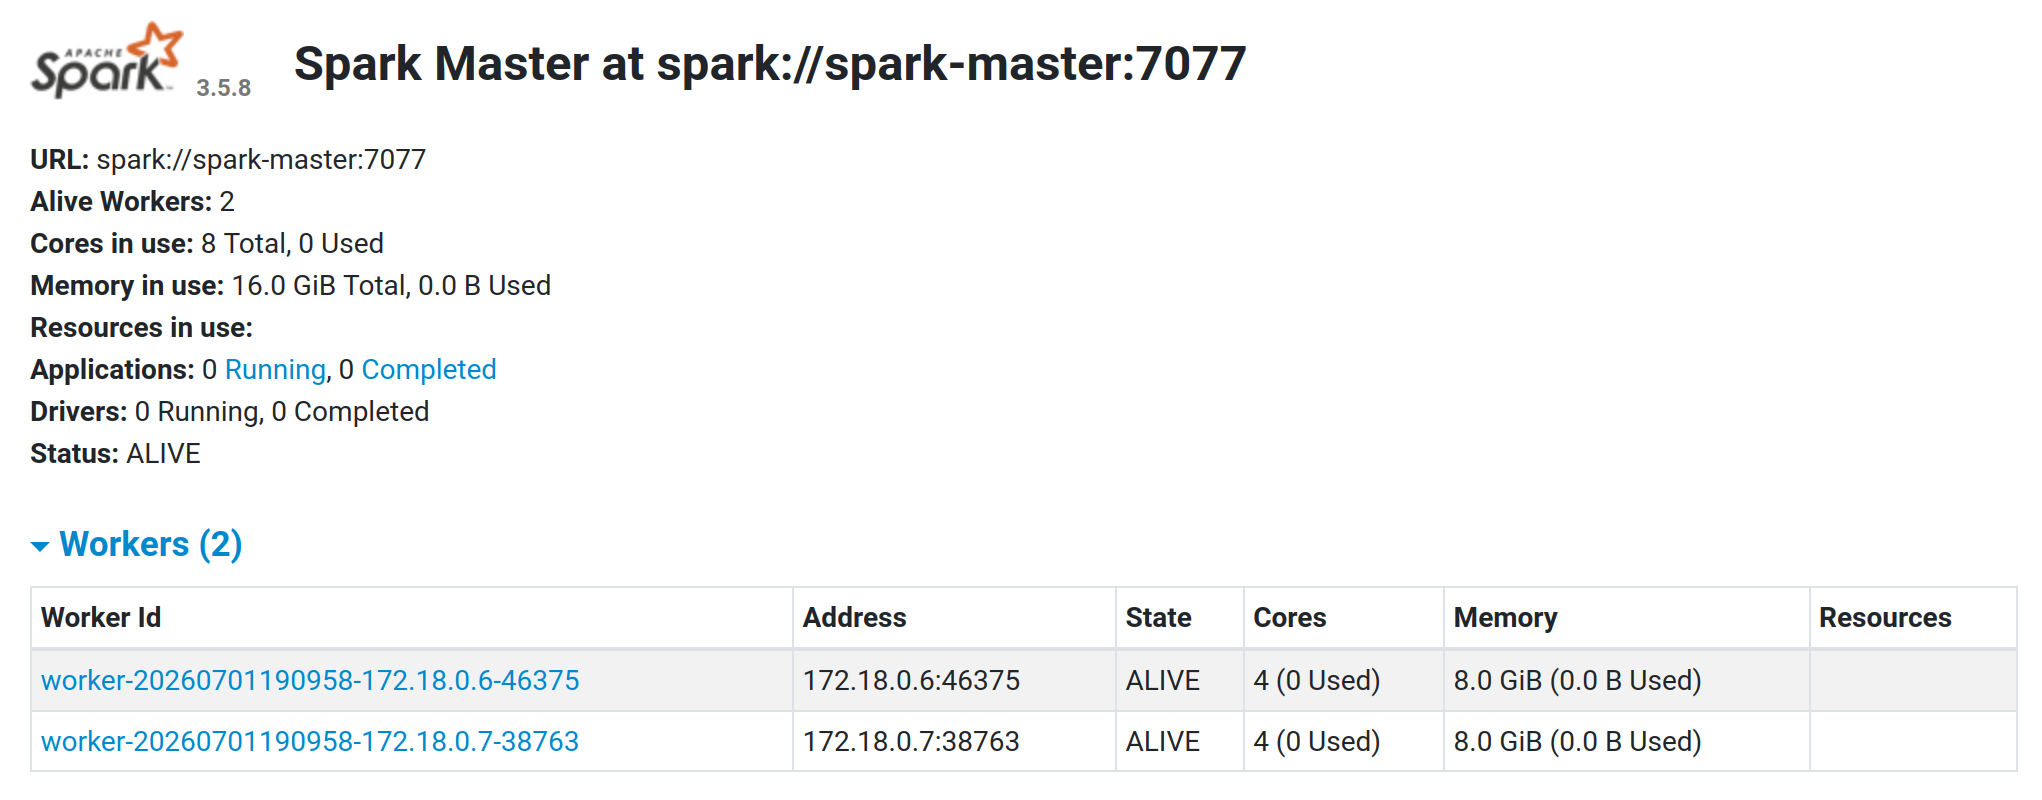 APACHE
Spark 3.5.8 Spark Master at spark://spark-master:7077
URL: spark://spark-master:7077
Alive Workers: 2
Cores in use: 8 Total, 0 Used
Memory in use: 16.0 GiB Total, 0.0 B Used
Resources in use:
Applications: 0 Running, 0 Completed
Drivers: 0 Running, 0 Completed
Status: ALIVE
Workers (2)
Worker Id Address State Cores Memory Resources
worker-20260701190958-172.18.0.6-46375 172.18.0.6:46375 ALIVE 4 (0 Used) 8.0 GiB (0.0 B Used)
worker-20260701190958-172.18.0.7-38763 172.18.0.7:38763 ALIVE 4 (0 Used) 8.0 GiB (0.0 B Used)